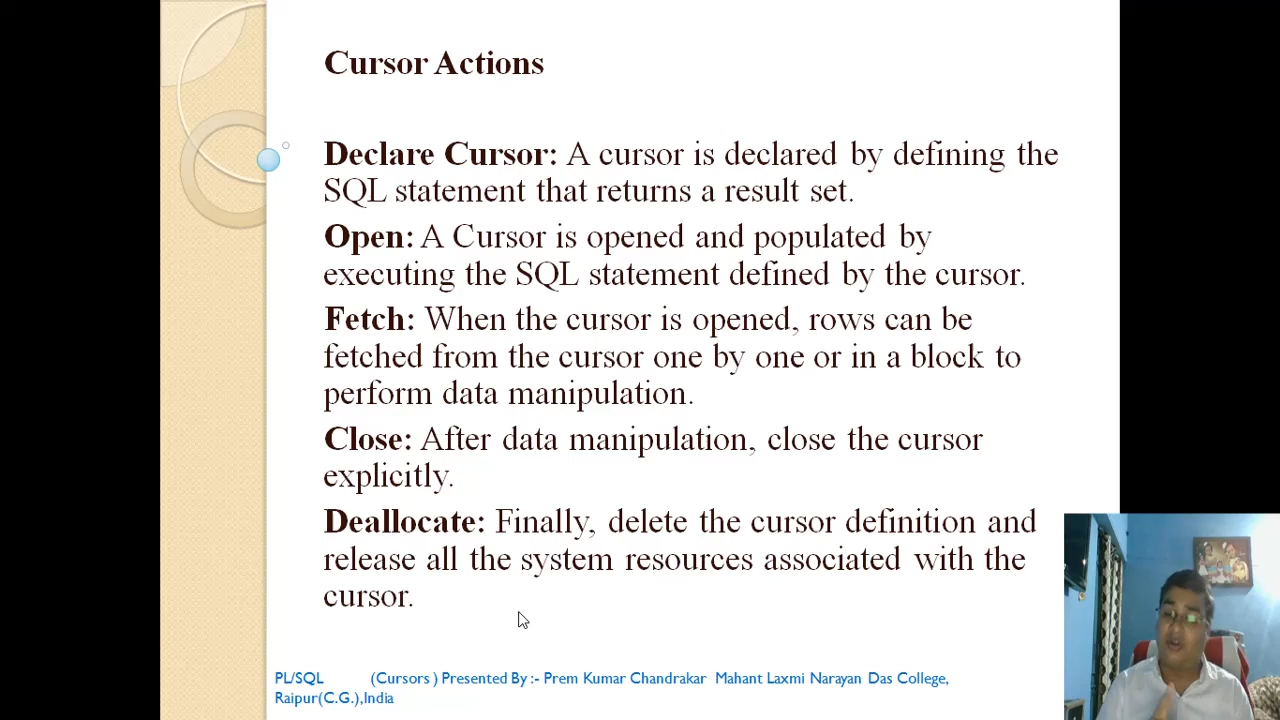 Cursor Actions
Declare Cursor: A cursor is declared by defining the
SQL statement that returns a result set.
Open: A Cursor is opened and populated by
executing the SQL statement defined by the cursor.
Fetch: When the cursor is opened, rows can be
fetched from the cursor one by one or in a block to
perform data manipulation.
Close: After data manipulation, close the cursor
explicitly.
Deallocate: Finally, delete the cursor definition and
release all the system resources associated with the
cursor.
PL/SQL (Cursors ) Presented By :- Prem Kumar Chandrakar Mahant Laxmi Narayan Das College,
Raipur(C.G.),India